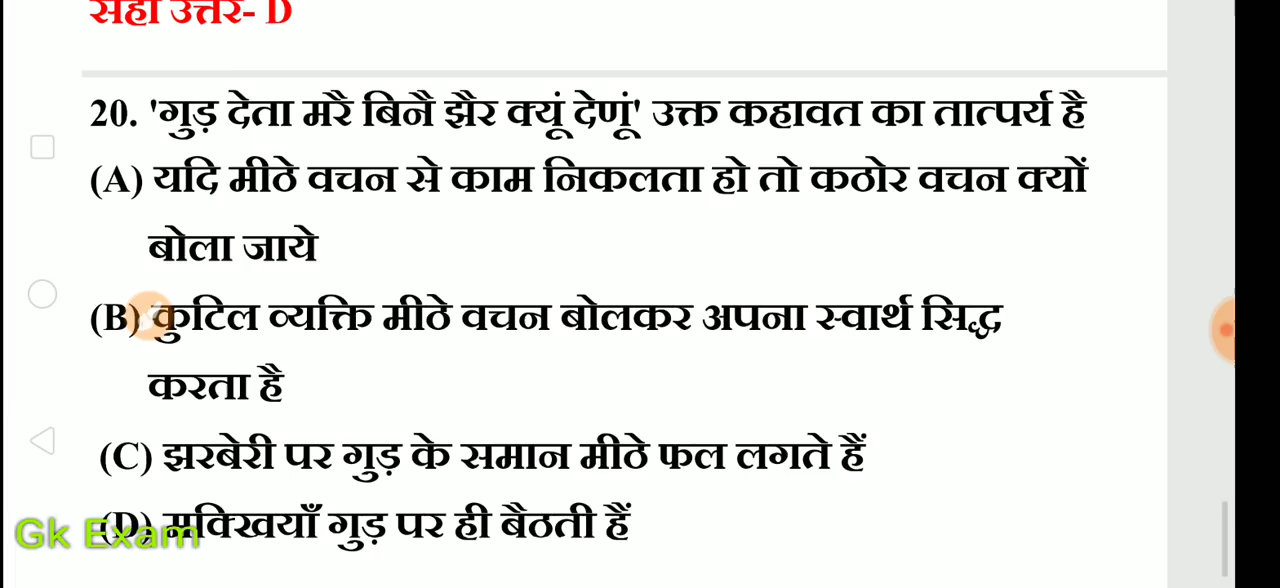 सही उत्तर- D
20. 'गुड़ देता मरै बिनै झैर क्यूं देणूं' उक्त कहावत का तात्पर्य है
(A) यदि मीठे वचन से काम निकलता हो तो कठोर वचन क्यों
बोला जाये
(B) कुटिल व्यक्ति मीठे वचन बोलकर अपना स्वार्थ सिद्ध
करता है
(C) झरबेरी पर गुड़ के समान मीठे फल लगते हैं
(D) मक्खियाँ गुड़ पर ही बैठती हैं
Gk Exam